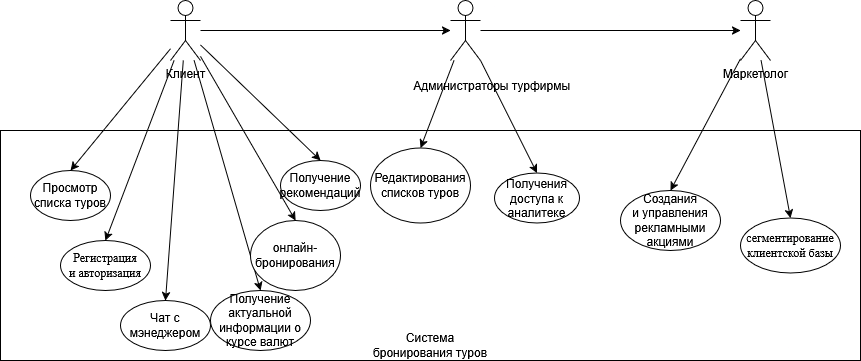 Клиент
Администраторы турфирмы
Маркетолог
Просмотр
списка туров
Регистрация
и авторизация
Чат с
мэнеджером
Получение
актуальной
информации о
курсе валют
онлайн-
бронирования
Получение
рекомендаций
Редактирования
списков туров
Получения
доступа к
аналитеке
Создания
и управления
рекламными
акциями
сегментирование
клиентской базы
Система
бронирования туров